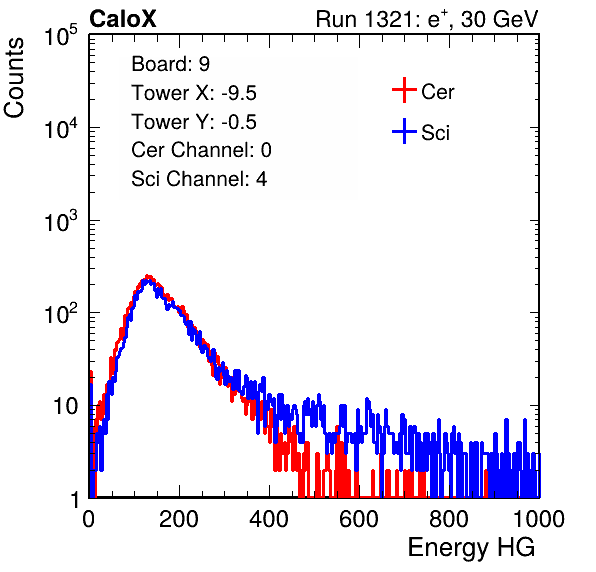 CaloX Run 1321: e⁺, 30 GeV
Counts
Board: 9
Tower X: -9.5
Tower Y: -0.5
Cer Channel: 0
Sci Channel: 4
Cer
Sci
10⁵
10⁴
10³
10²
10
1
0 200 400 600 800 1000
Energy HG